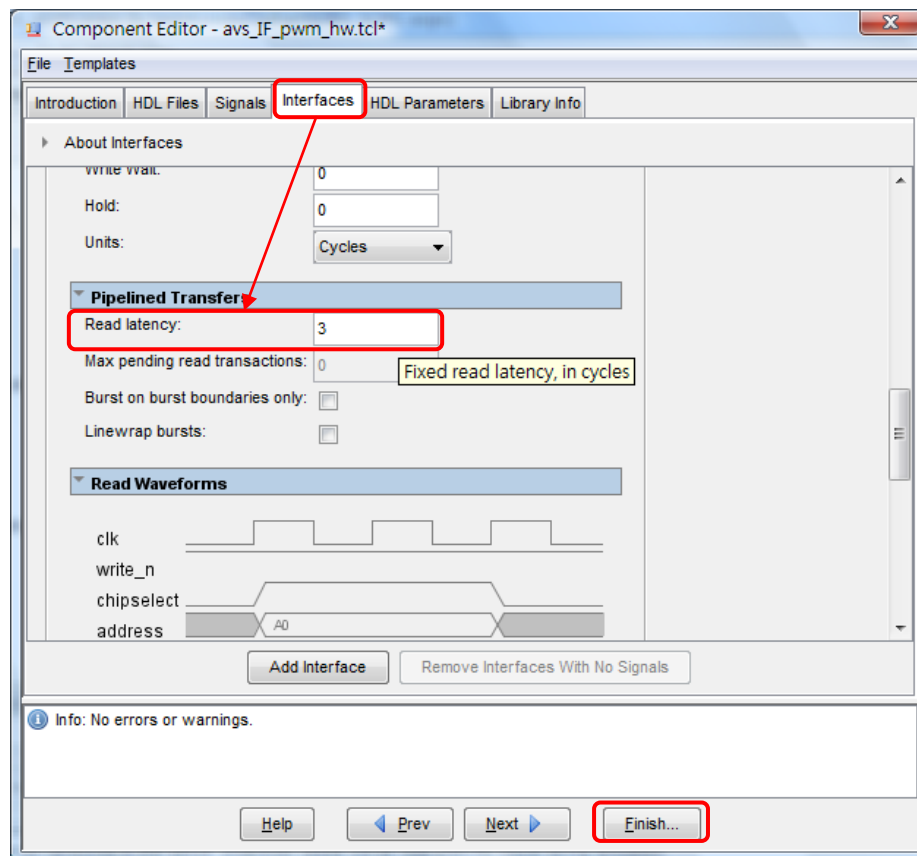 Component Editor - avs_IF_pwm_hw.tcl*
File Templates
Introduction HDL Files Signals Interfaces HDL Parameters Library Info
About Interfaces
Write Wait: 0
Hold: 0
Units: Cycles
Pipelined Transfers
Read latency: 3
Max pending read transactions: 0
Fixed read latency, in cycles
Burst on burst boundaries only:
Linewrap bursts:
Read Waveforms
clk
write_n
chipselect
address A0
Add Interface Remove Interfaces With No Signals
Info: No errors or warnings.
Help Prev Next Finish...